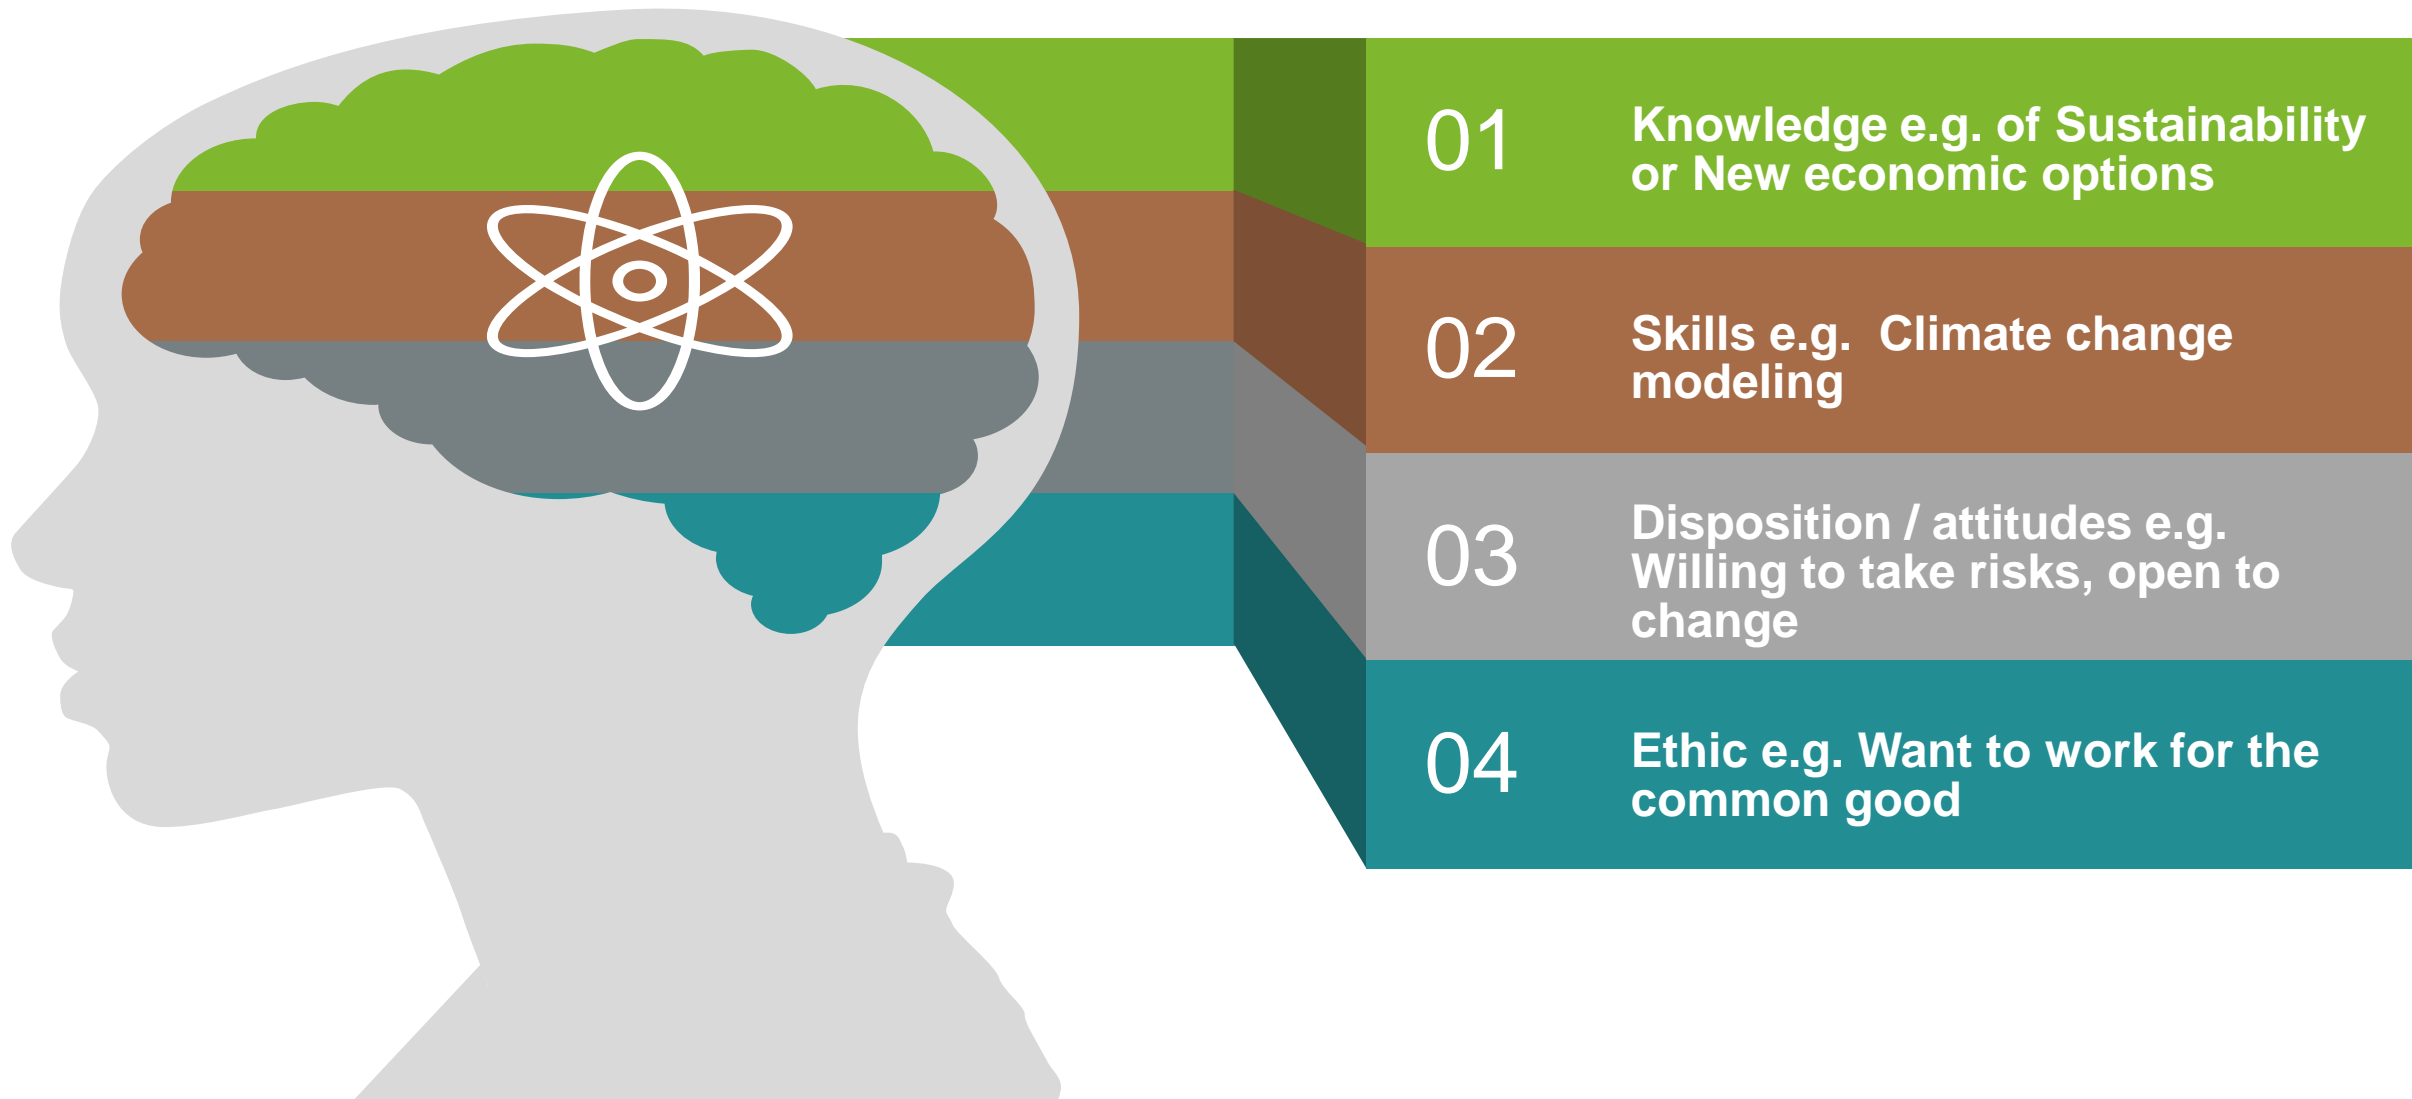 01
Knowledge e.g. of Sustainability
or New economic options
02
Skills e.g.  Climate change
modeling
03
Disposition / attitudes e.g.
Willing to take risks, open to
change
04
Ethic e.g. Want to work for the
common good